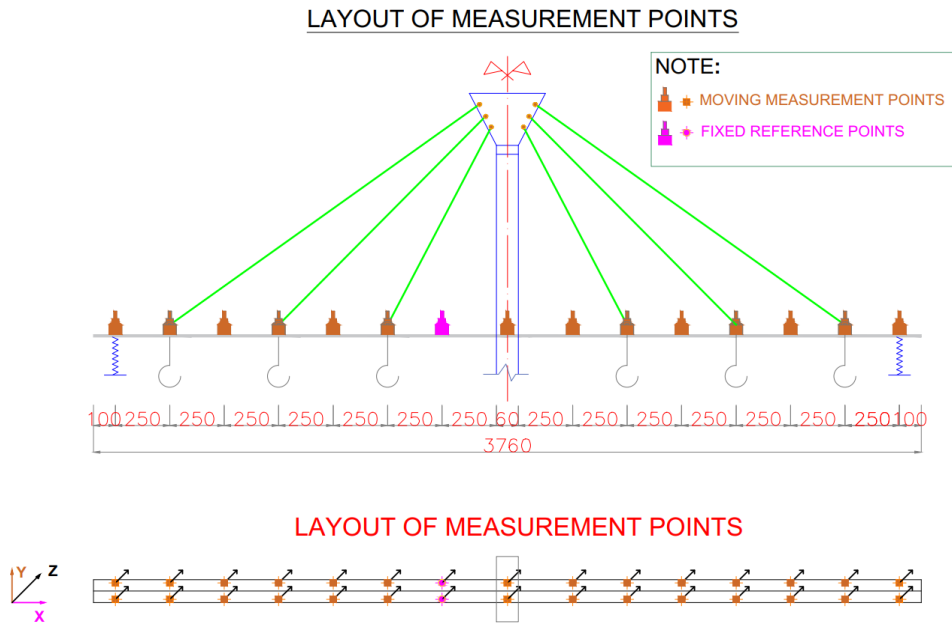 LAYOUT OF MEASUREMENT POINTS
NOTE:
MOVING MEASUREMENT POINTS
FIXED REFERENCE POINTS
100 250 250 250 250 250 250 250 60 250 250 250 250 250 250 250 100
3760
LAYOUT OF MEASUREMENT POINTS
Y Z
X